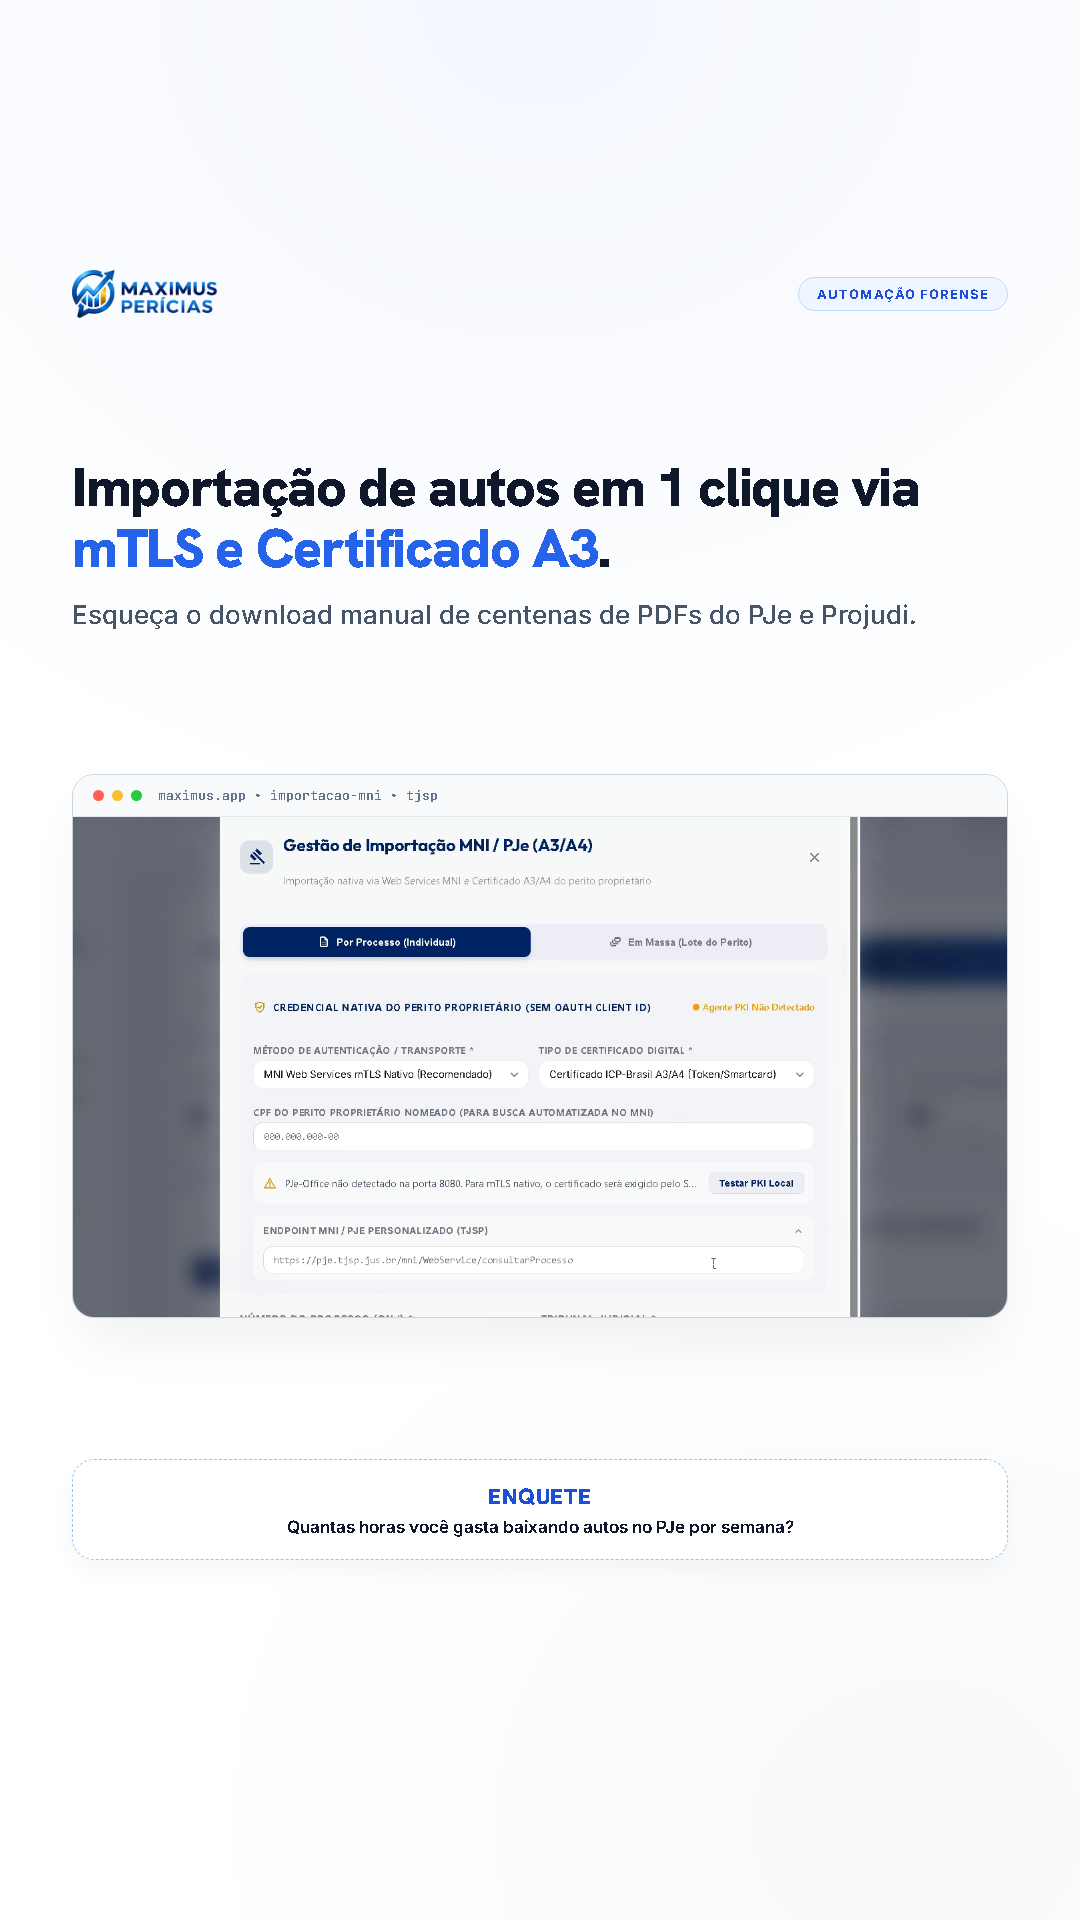 MAXIMUS
PERÍCIAS
AUTOMAÇÃO FORENSE
Importação de autos em 1 clique via
mTLS e Certificado A3.
Esqueça o download manual de centenas de PDFs do PJe e Projudi.
maximus.app • importacao-mni • tjsp
Gestão de Importação MNI / PJe (A3/A4)
Importação nativa via Web Services MNI e Certificado A3/A4 do perito proprietário
Por Processo (Individual)
Em Massa (Lote do Perito)
CREDENCIAL NATIVA DO PERITO PROPRIETÁRIO (SEM OAUTH CLIENT ID)
Agente PKI Não Detectado
MÉTODO DE AUTENTICAÇÃO / TRANSPORTE *
TIPO DE CERTIFICADO DIGITAL *
MNI Web Services mTLS Nativo (Recomendado)
Certificado ICP-Brasil A3/A4 (Token/Smartcard)
CPF DO PERITO PROPRIETÁRIO NOMEADO (PARA BUSCA AUTOMATIZADA NO MNI)
000.000.000-00
PJe-Office não detectado na porta 8080. Para mTLS nativo, o certificado será exigido pelo S...
Testar PKI Local
ENDPOINT MNI / PJE PERSONALIZADO (TJSP)
https://pje.tjsp.jus.br/mni/WebService/consultarProcesso
NÚMERO DO PROCESSO (CNJ) *
TRIBUNAL JUDICIAL *
ENQUETE
Quantas horas você gasta baixando autos no PJe por semana?